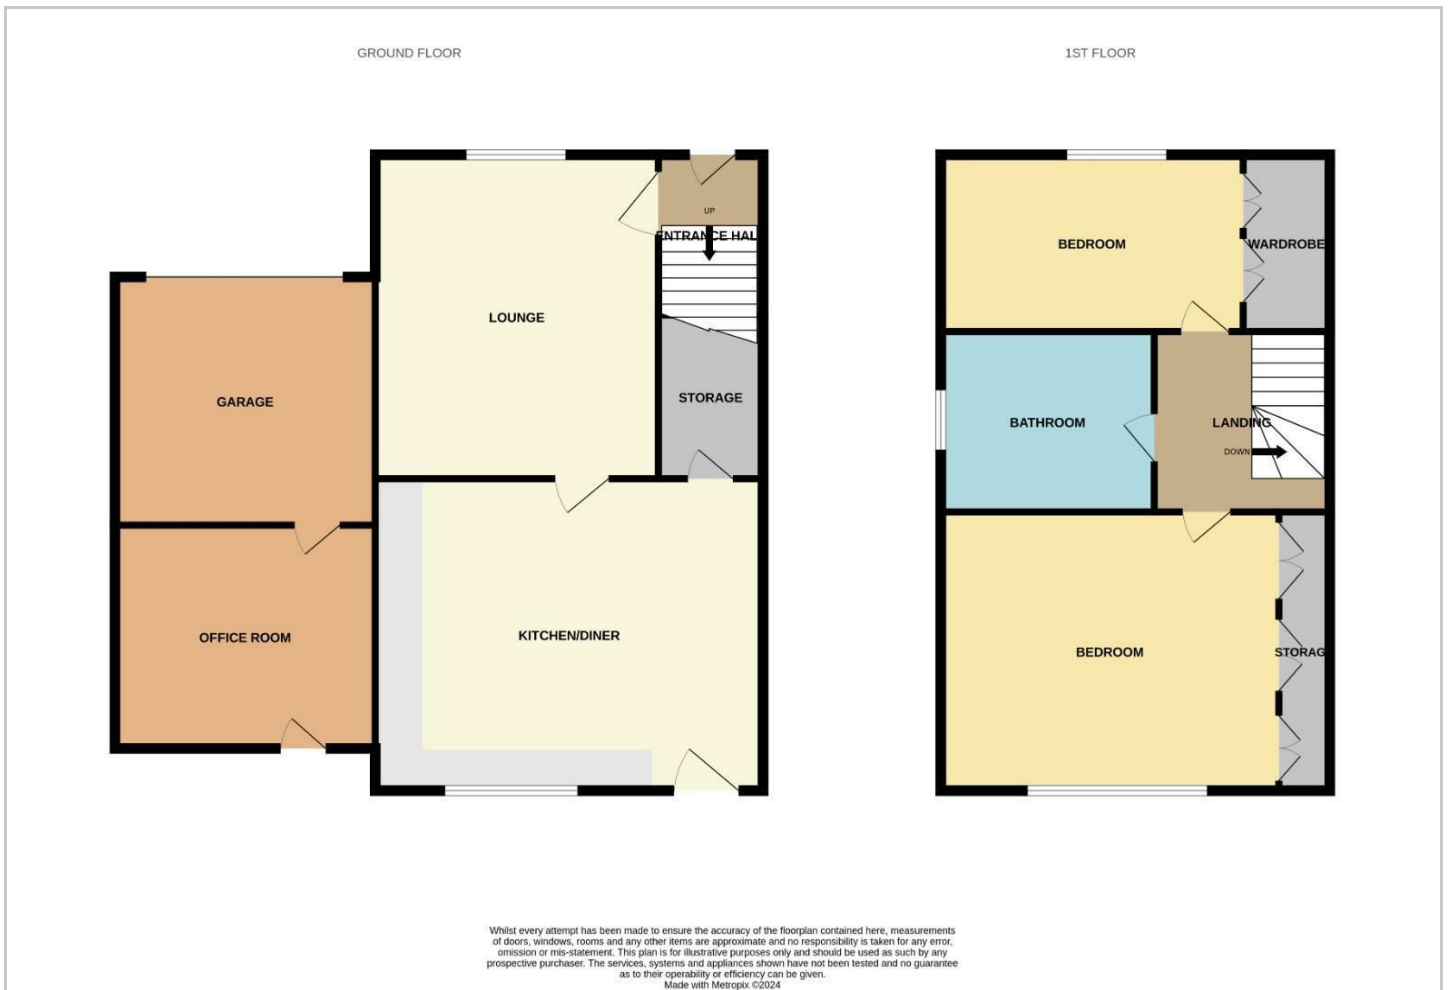 GROUND FLOOR
1ST FLOOR
UP
ENTRANCE HAL
LOUNGE
GARAGE
STORAGE
OFFICE ROOM
KITCHEN/DINER
BEDROOM
WARDROBE
BATHROOM
LANDING
DOWN
BEDROOM
STORAG
Whilst every attempt has been made to ensure the accuracy of the floorplan contained here, measurements
of doors, windows, rooms and any other items are approximate and no responsibility is taken for any error,
omission or mis-statement. This plan is for illustrative purposes only and should be used as such by any
prospective purchaser. The services, systems and appliances shown have not been tested and no guarantee
as to their operability or efficiency can be given.
Made with Metropix ©2024